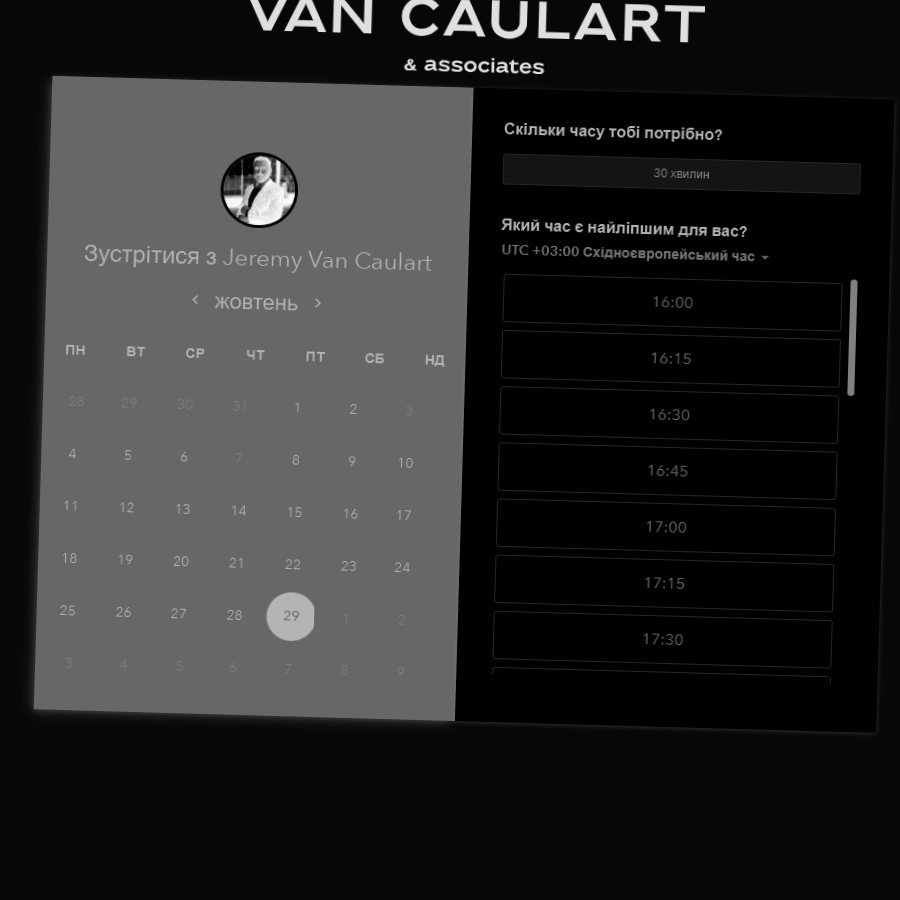 VAN CAULART
& associates
Зустрітися з Jeremy Van Caulart
жовтень
ПН ВТ СР ЧТ ПТ СБ НД
28 29 30 31 1 2 3
4 5 6 7 8 9 10
11 12 13 14 15 16 17
18 19 20 21 22 23 24
25 26 27 28 29 1 2
3 4 5 6 7 8 9
Скільки часу тобі потрібно?
30 хвилин
Який час є найліпшим для вас?
UTC +03:00 Східноєвропейський час
16:00
16:15
16:30
16:45
17:00
17:15
17:30